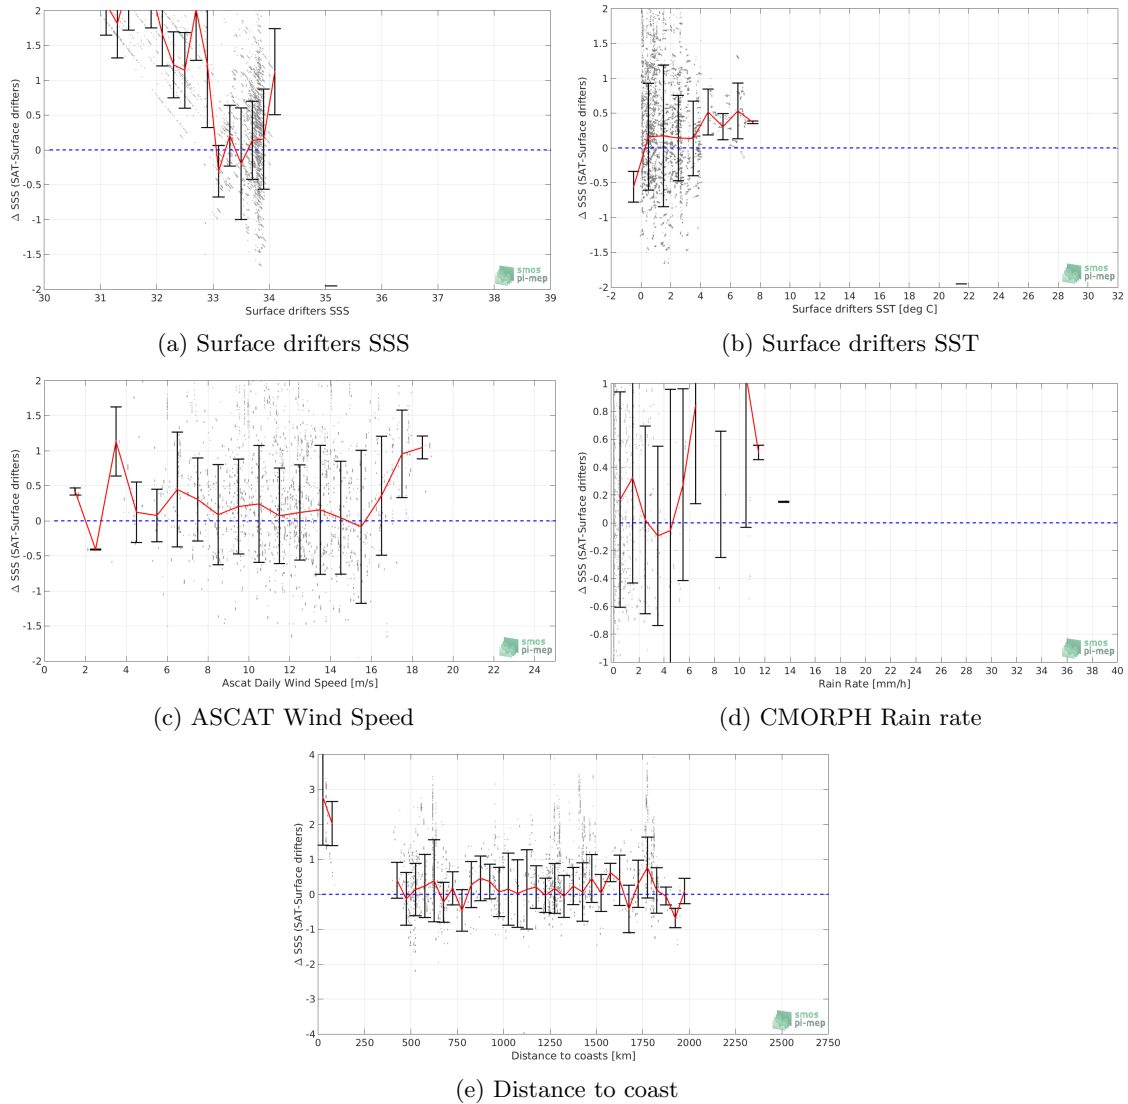 2
1.5
1
0.5
0
-0.5
-1
-1.5
-2
Δ SSS (SAT-Surface drifters)
30 31 32 33 34 35 36 37 38 39
Surface drifters SSS
smos
pi-mep
(a) Surface drifters SSS
2
1.5
1
0.5
0
-0.5
-1
-1.5
-2
Δ SSS (SAT-Surface drifters)
-2 0 2 4 6 8 10 12 14 16 18 20 22 24 26 28 30 32
Surface drifters SST [deg C]
smos
pi-mep
(b) Surface drifters SST
2
1.5
1
0.5
0
-0.5
-1
-1.5
-2
Δ SSS (SAT-Surface drifters)
0 2 4 6 8 10 12 14 16 18 20 22 24
Ascat Daily Wind Speed [m/s]
smos
pi-mep
(c) ASCAT Wind Speed
1
0.8
0.6
0.4
0.2
0
-0.2
-0.4
-0.6
-0.8
-1
Δ SSS (SAT-Surface drifters)
0 2 4 6 8 10 12 14 16 18 20 22 24 26 28 30 32 34 36 38 40
Rain Rate [mm/h]
smos
pi-mep
(d) CMORPH Rain rate
4
3
2
1
0
-1
-2
-3
-4
Δ SSS (SAT-Surface drifters)
0 250 500 750 1000 1250 1500 1750 2000 2250 2500 2750
Distance to coasts [km]
smos
pi-mep
(e) Distance to coast